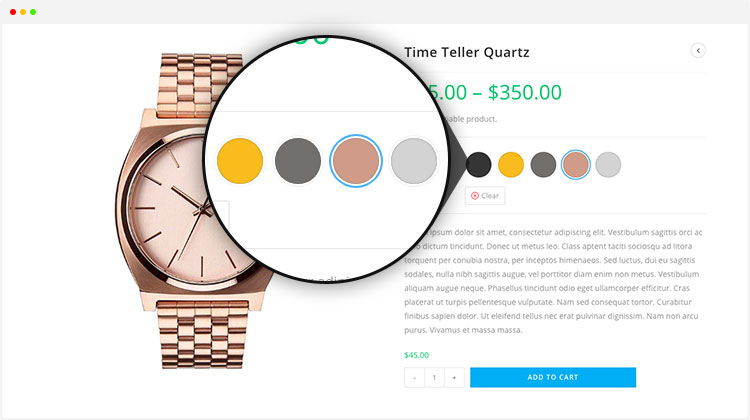 Time Teller Quartz
5.00 – $350.00
iable product.
Clear
ipsum dolor sit amet, consectetur adipiscing elit. Vestibulum sagittis orci ac
dictum tincidunt. Donec ut metus leo. Class aptent taciti sociosqu ad litora
torquent per conubia nostra, per inceptos himenaeos. Sed luctus, dui eu sagittis
sodales, nulla nibh sagittis augue, vel porttitor diam enim non metus. Vestibulum
aliquam augue neque. Phasellus tincidunt odio eget ullamcorper efficitur. Cras
placerat ut turpis pellentesque vulputate. Nam sed consequat tortor. Curabitur
finibus sapien dolor. Ut eleifend tellus nec erat pulvinar dignissim. Nam non arcu
purus. Vivamus et massa massa.
$45.00
- 1 +
ADD TO CART